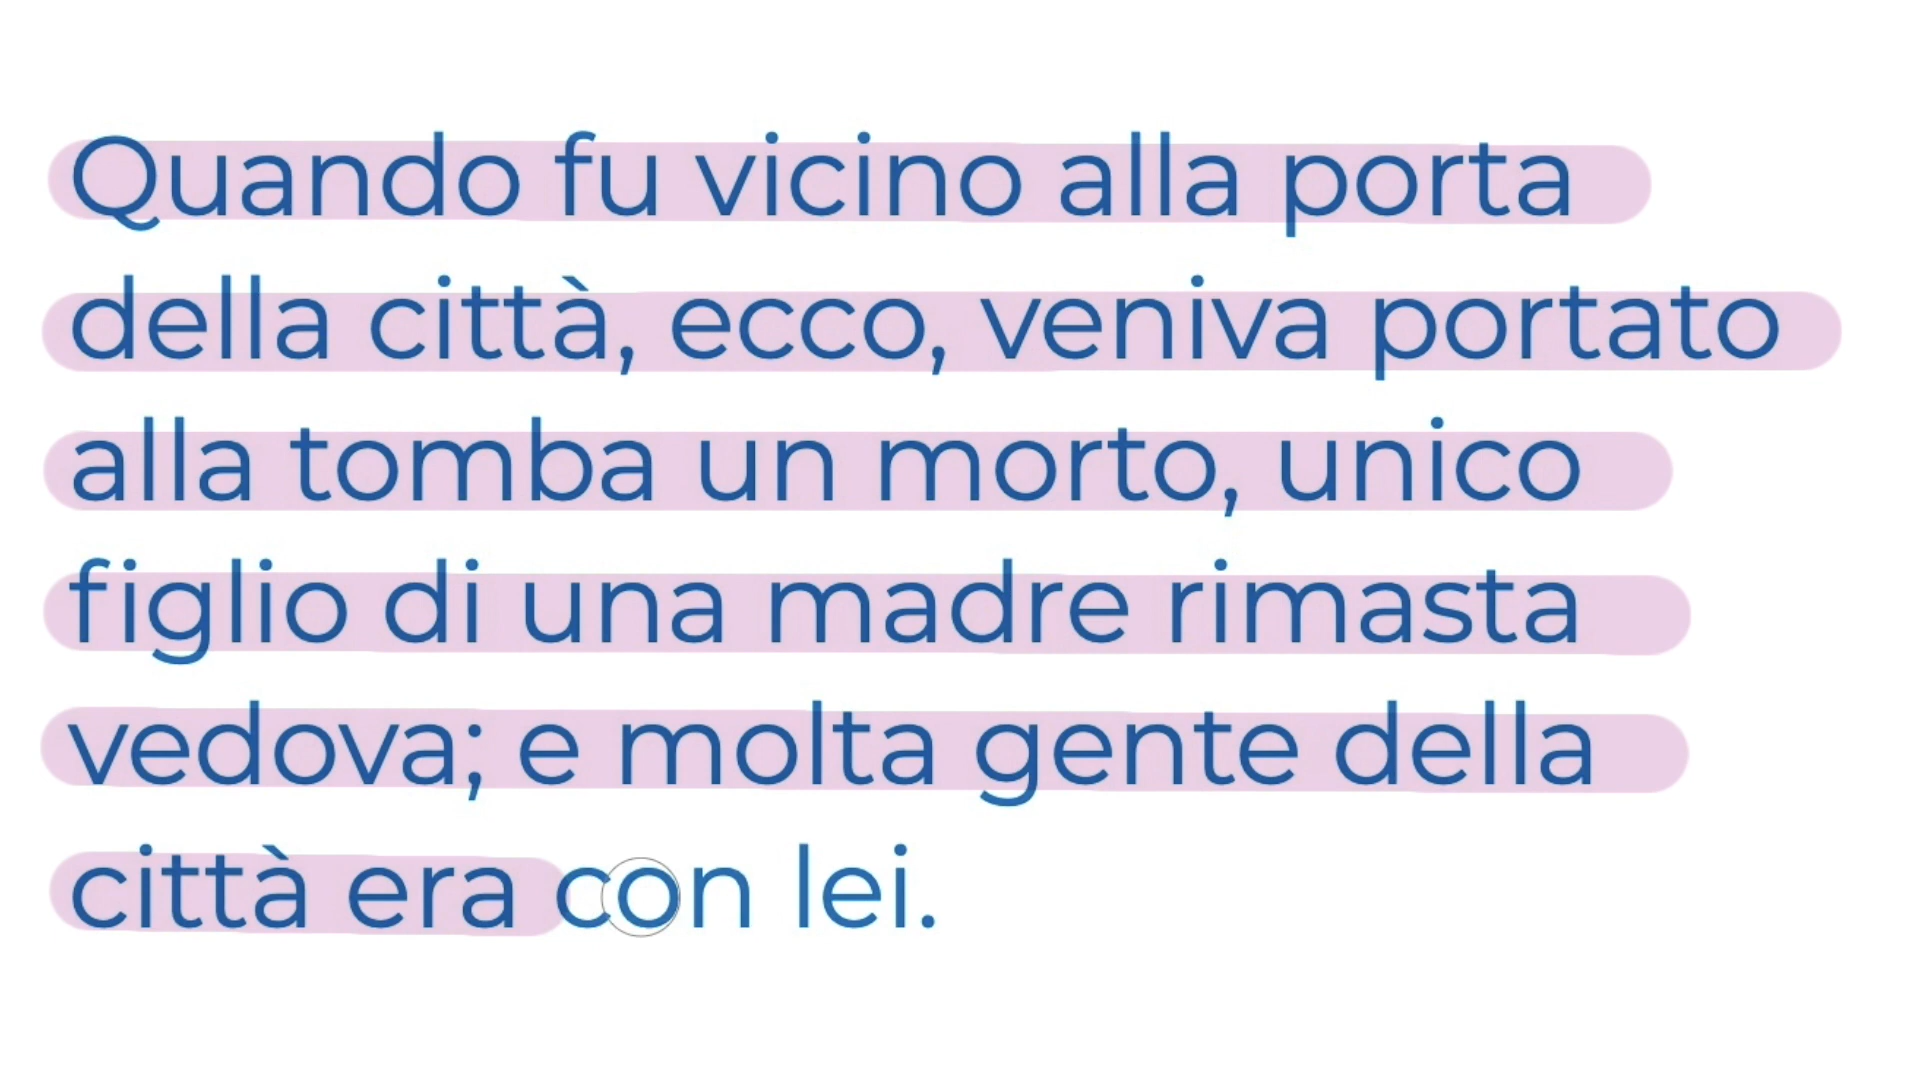 Quando fu vicino alla porta
della città, ecco, veniva portato
alla tomba un morto, unico
figlio di una madre rimasta
vedova; e molta gente della
città era con lei.